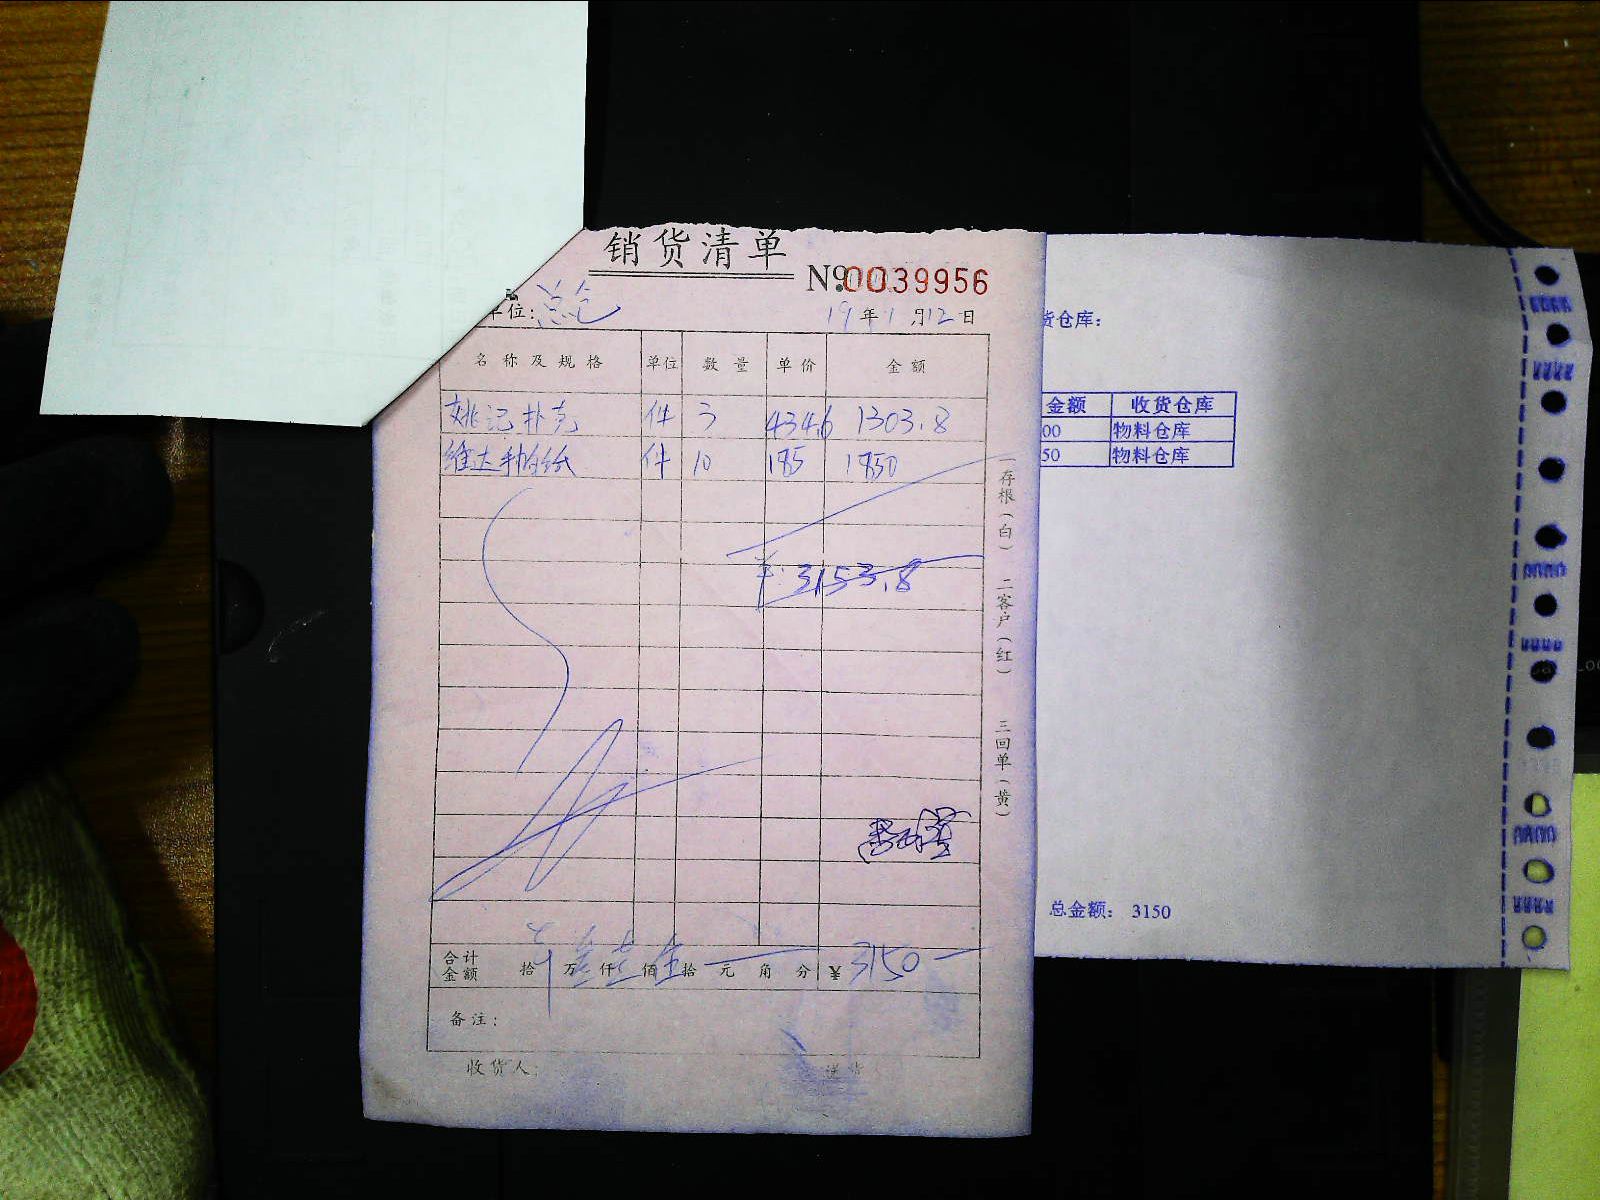 销货清单
№0039956
单位:总仓 19年1月12日
名称及规格 单位 数量 单价 金额
姚记扑克 件 3 434.6 1303.8
维达手帕纸 件 10 185 1850
¥:3153.8
一存根(白) 二客户(红) 三回单(黄)
合计金额 拾 万 仟 佰 拾 元 角 分 ¥3150
备注:
收货人: 送货
货仓库:
金额 收货仓库
00 物料仓库
50 物料仓库
总金额: 3150